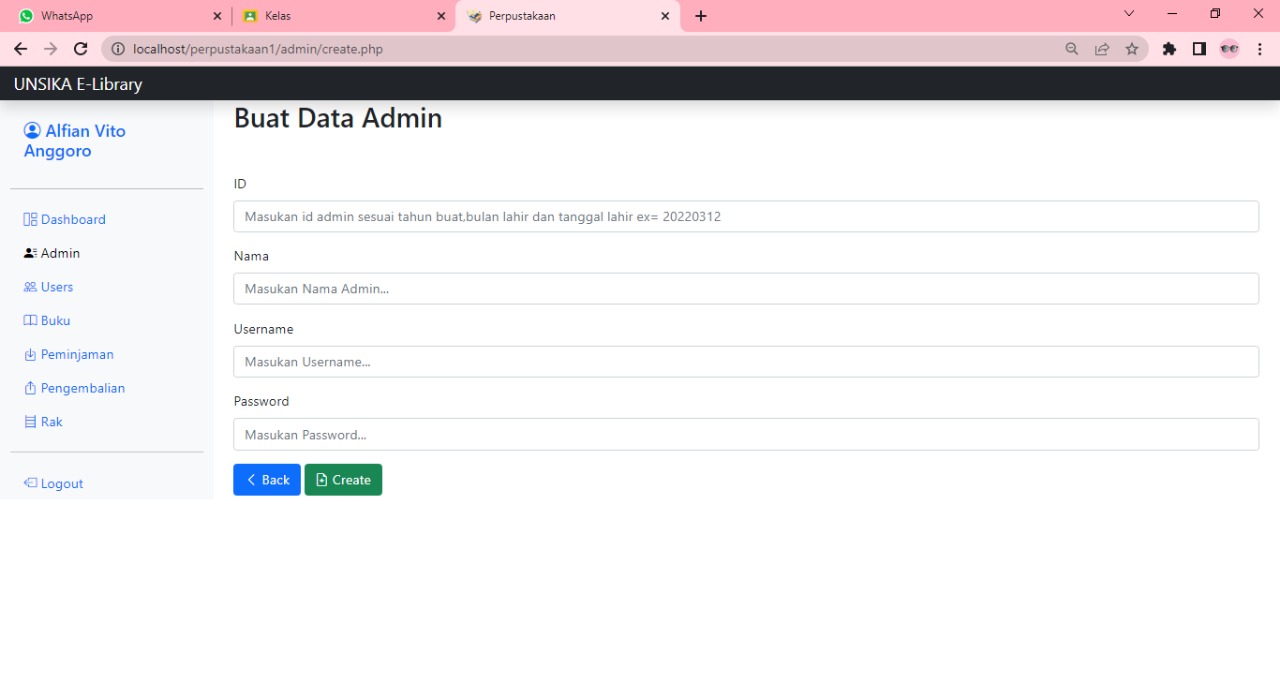 WhatsApp
Kelas
Perpustakaan
localhost/perpustakaan1/admin/create.php
UNSIKA E-Library
Alfian Vito
Anggoro
Dashboard
Admin
Users
Buku
Peminjaman
Pengembalian
Rak
Logout
Buat Data Admin
ID
Masukan id admin sesuai tahun buat,bulan lahir dan tanggal lahir ex= 20220312
Nama
Masukan Nama Admin...
Username
Masukan Username...
Password
Masukan Password...
Back
Create